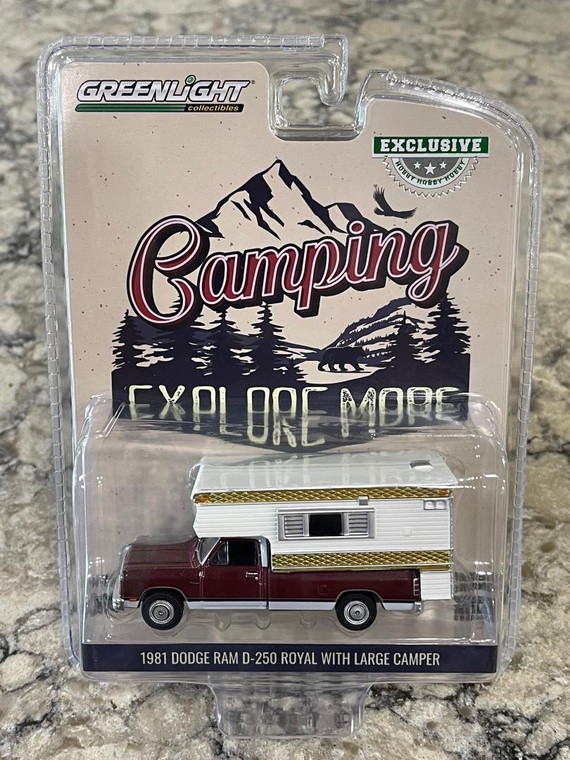 GREENLIGHT
collectibles
EXCLUSIVE
HOBBY HOBBY HOBBY
Camping
EXPLORE MORE
1981 DODGE RAM D-250 ROYAL WITH LARGE CAMPER